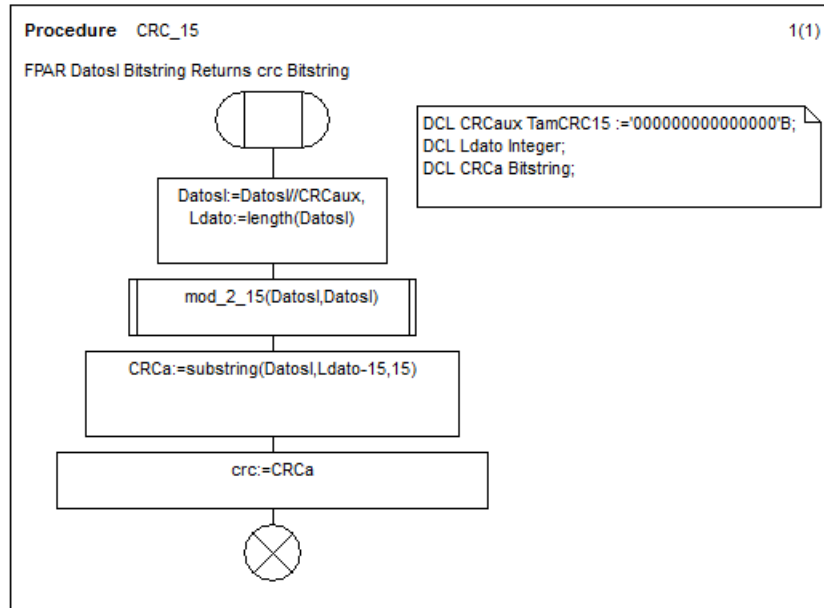 Procedure CRC_15 1(1)
FPAR DatosI Bitstring Returns crc Bitstring
DCL CRCaux TamCRC15 :='000000000000000'B;
DCL Ldato Integer;
DCL CRCa Bitstring;
DatosI:=DatosI//CRCaux,
Ldato:=length(DatosI)
mod_2_15(DatosI,DatosI)
CRCa:=substring(DatosI,Ldato-15,15)
crc:=CRCa